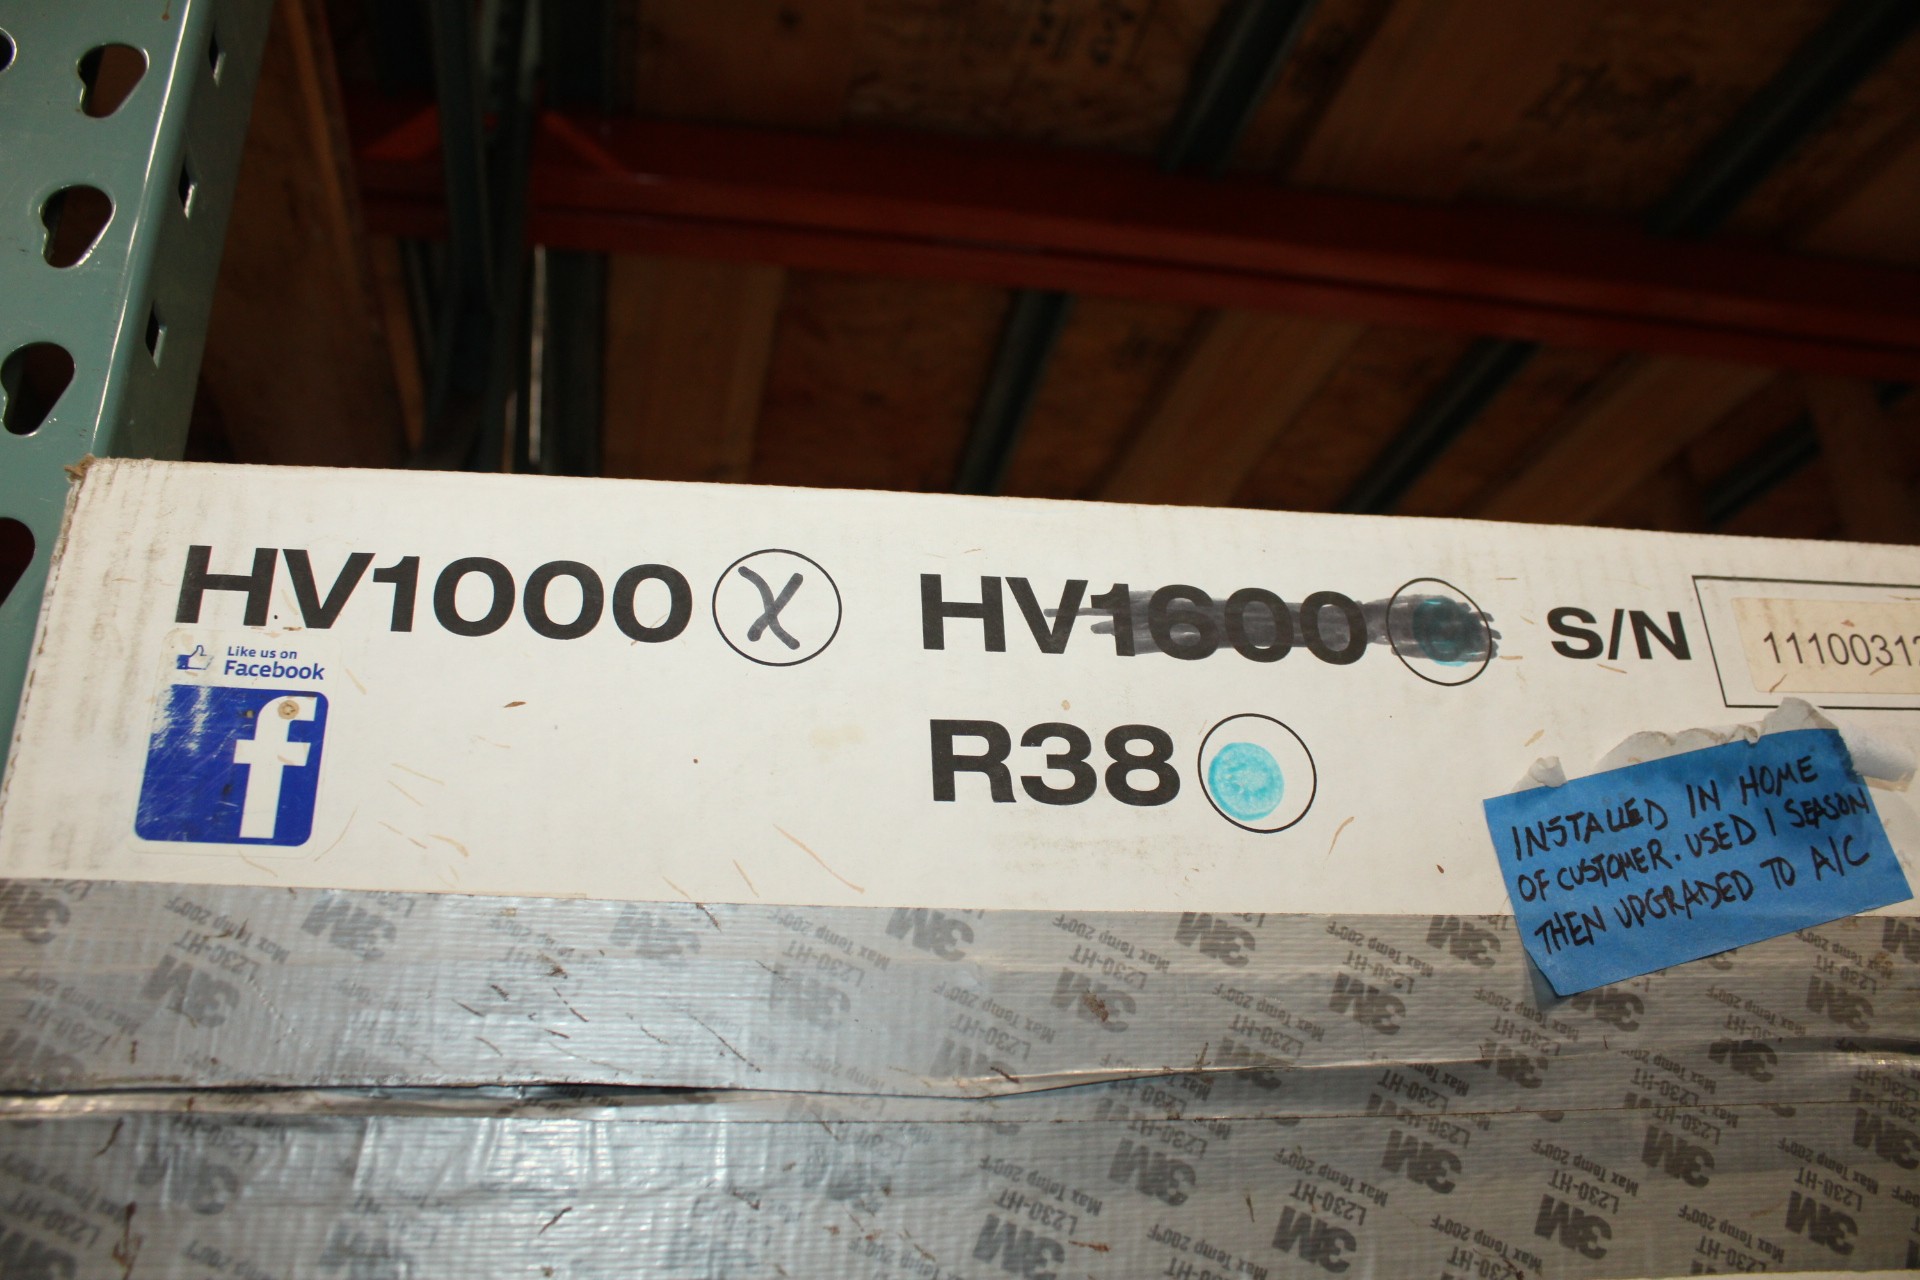 HV1000 X HV1600 S/N 11100312
Like us on
Facebook
f
R38
INSTALLED IN HOME
OF CUSTOMER. USED 1 SEASON
THEN UPGRADED TO A/C
3M
L230-HT
Max Temp 200°F